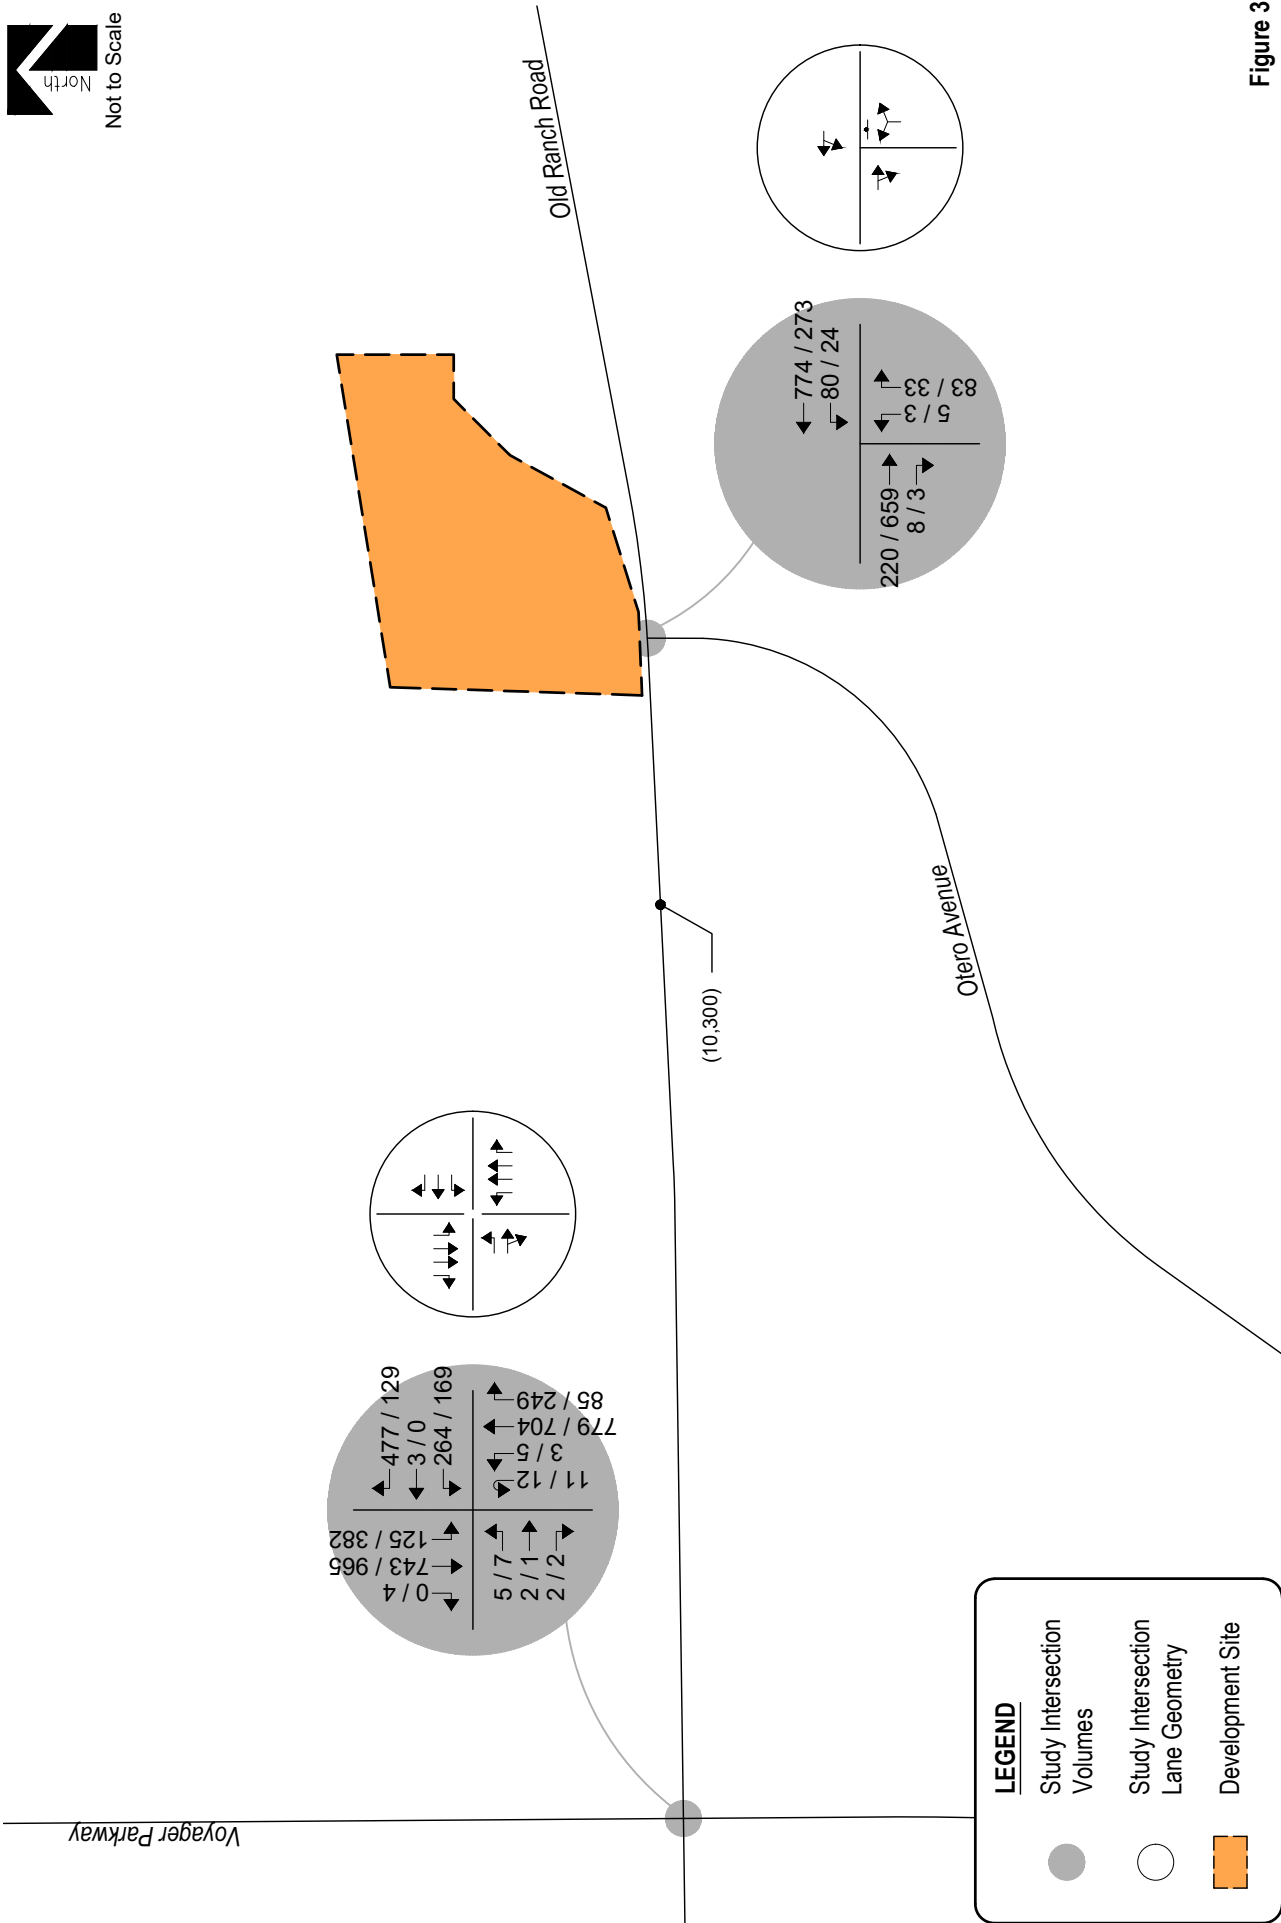 North
Not to Scale
Old Ranch Road
774 / 273
80 / 24
220 / 659
8 / 3
5 / 3
83 / 33
(10,300)
Otero Avenue
477 / 129
3 / 0
264 / 169
0 / 4
743 / 965
125 / 382
5 / 7
2 / 1
2 / 2
11 / 12
3 / 5
779 / 704
85 / 249
Voyager Parkway
LEGEND
Study Intersection
Volumes
Study Intersection
Lane Geometry
Development Site
Figure 3